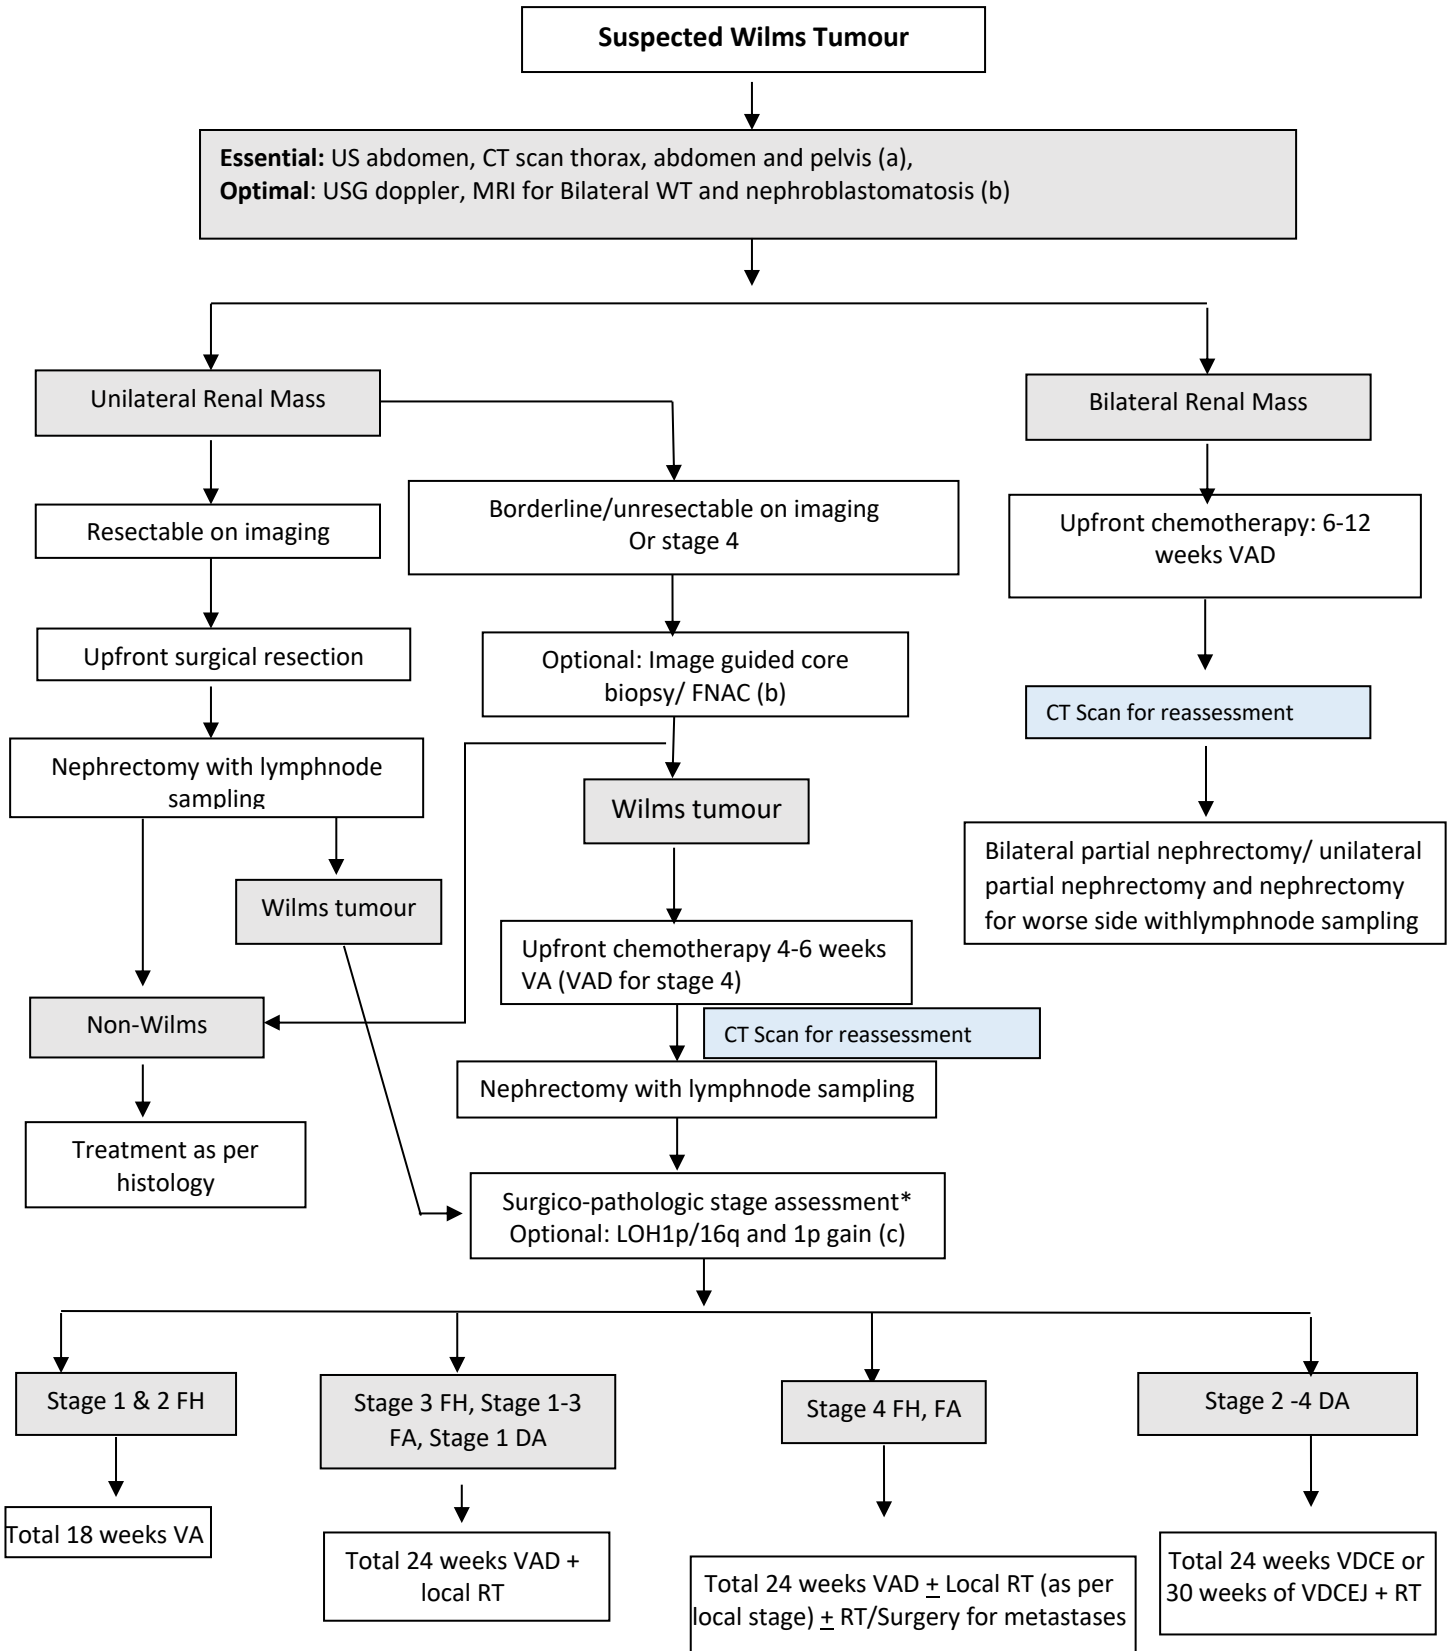 Suspected Wilms Tumour
Essential: US abdomen, CT scan thorax, abdomen and pelvis (a),
Optimal: USG doppler, MRI for Bilateral WT and nephroblastomatosis (b)
Unilateral Renal Mass
Bilateral Renal Mass
Resectable on imaging
Borderline/unresectable on imaging
Or stage 4
Upfront chemotherapy: 6-12
weeks VAD
Upfront surgical resection
Optional: Image guided core
biopsy/ FNAC (b)
CT Scan for reassessment
Nephrectomy with lymphnode
sampling
Wilms tumour
Bilateral partial nephrectomy/ unilateral
partial nephrectomy and nephrectomy
for worse side withlymphnode sampling
Wilms tumour
Upfront chemotherapy 4-6 weeks
VA (VAD for stage 4)
Non-Wilms
CT Scan for reassessment
Nephrectomy with lymphnode sampling
Treatment as per
histology
Surgico-pathologic stage assessment*
Optional: LOH1p/16q and 1p gain (c)
Stage 1 & 2 FH
Stage 3 FH, Stage 1-3
FA, Stage 1 DA
Stage 4 FH, FA
Stage 2 -4 DA
Total 18 weeks VA
Total 24 weeks VAD +
local RT
Total 24 weeks VAD ± Local RT (as per
local stage) ± RT/Surgery for metastases
Total 24 weeks VDCE or
30 weeks of VDCEJ + RT